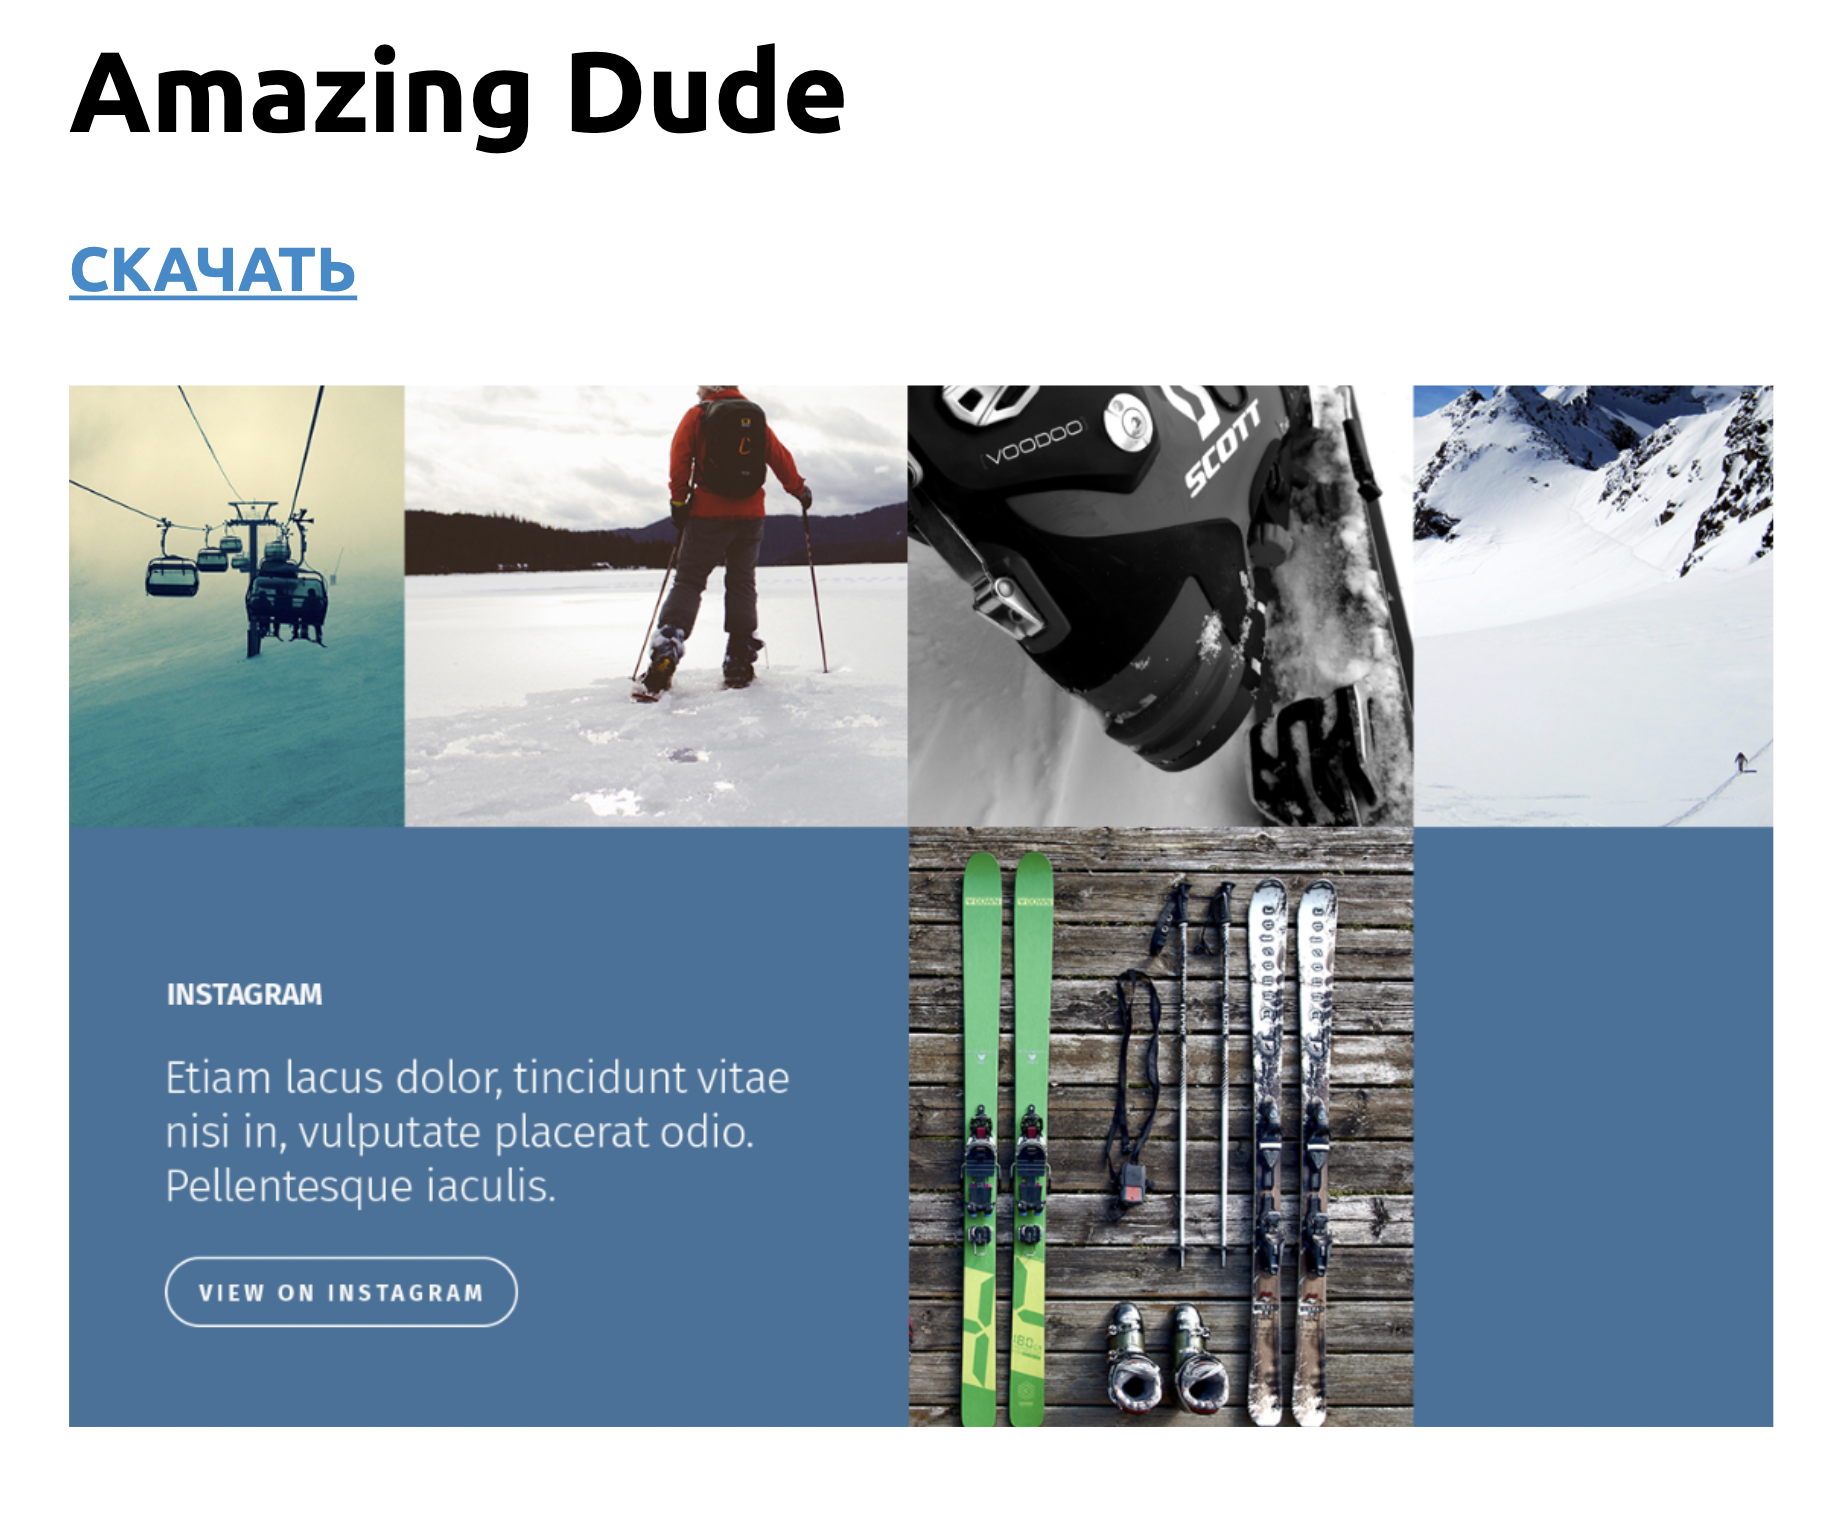 Amazing Dude
СКАЧАТЬ
VOODOO
SCOTT
INSTAGRAM
Etiam lacus dolor, tincidunt vitae
nisi in, vulputate placerat odio.
Pellentesque iaculis.
VIEW ON INSTAGRAM